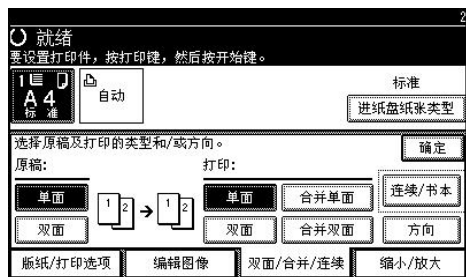 2
就绪
要设置打印件，按打印键，然后按开始键。
1
A4
标准
自动
标准
进纸盘纸张类型
选择原稿及打印的类型和/或方向。
确定
原稿:
打印:
单面
1 2 → 1 2
单面
合并单面
连续/书本
双面
双面
合并双面
方向
版纸/打印选项
编辑图像
双面/合并/连续
缩小/放大